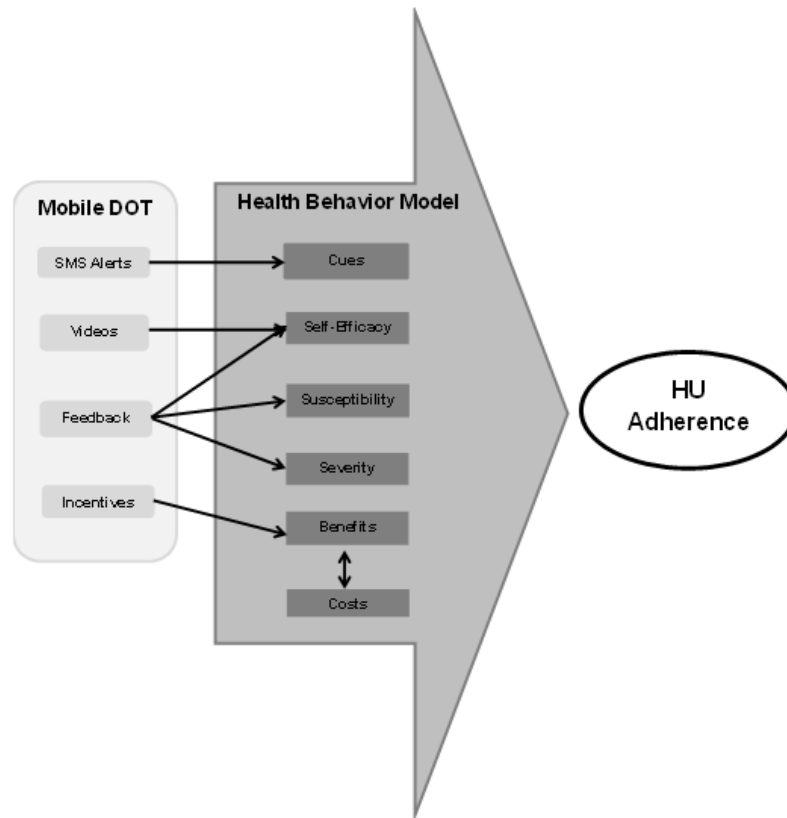 Mobile DOT
SMS Alerts
Videos
Feedback
Incentives
Health Behavior Model
Cues
Self-Efficacy
Susceptibility
Severity
Benefits
Costs
HU
Adherence